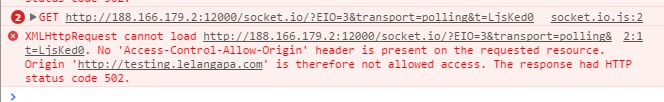 2 ▶GET http://188.166.179.2:12000/socket.io/?EIO=3&transport=polling&t=LjsKed0 socket.io.js:2
XMLHttpRequest cannot load http://188.166.179.2:12000/socket.io/?EIO=3&transport=polling& 2:1
t=LjsKed0. No 'Access-Control-Allow-Origin' header is present on the requested resource.
Origin 'http://testing.lelangapa.com' is therefore not allowed access. The response had HTTP
status code 502.